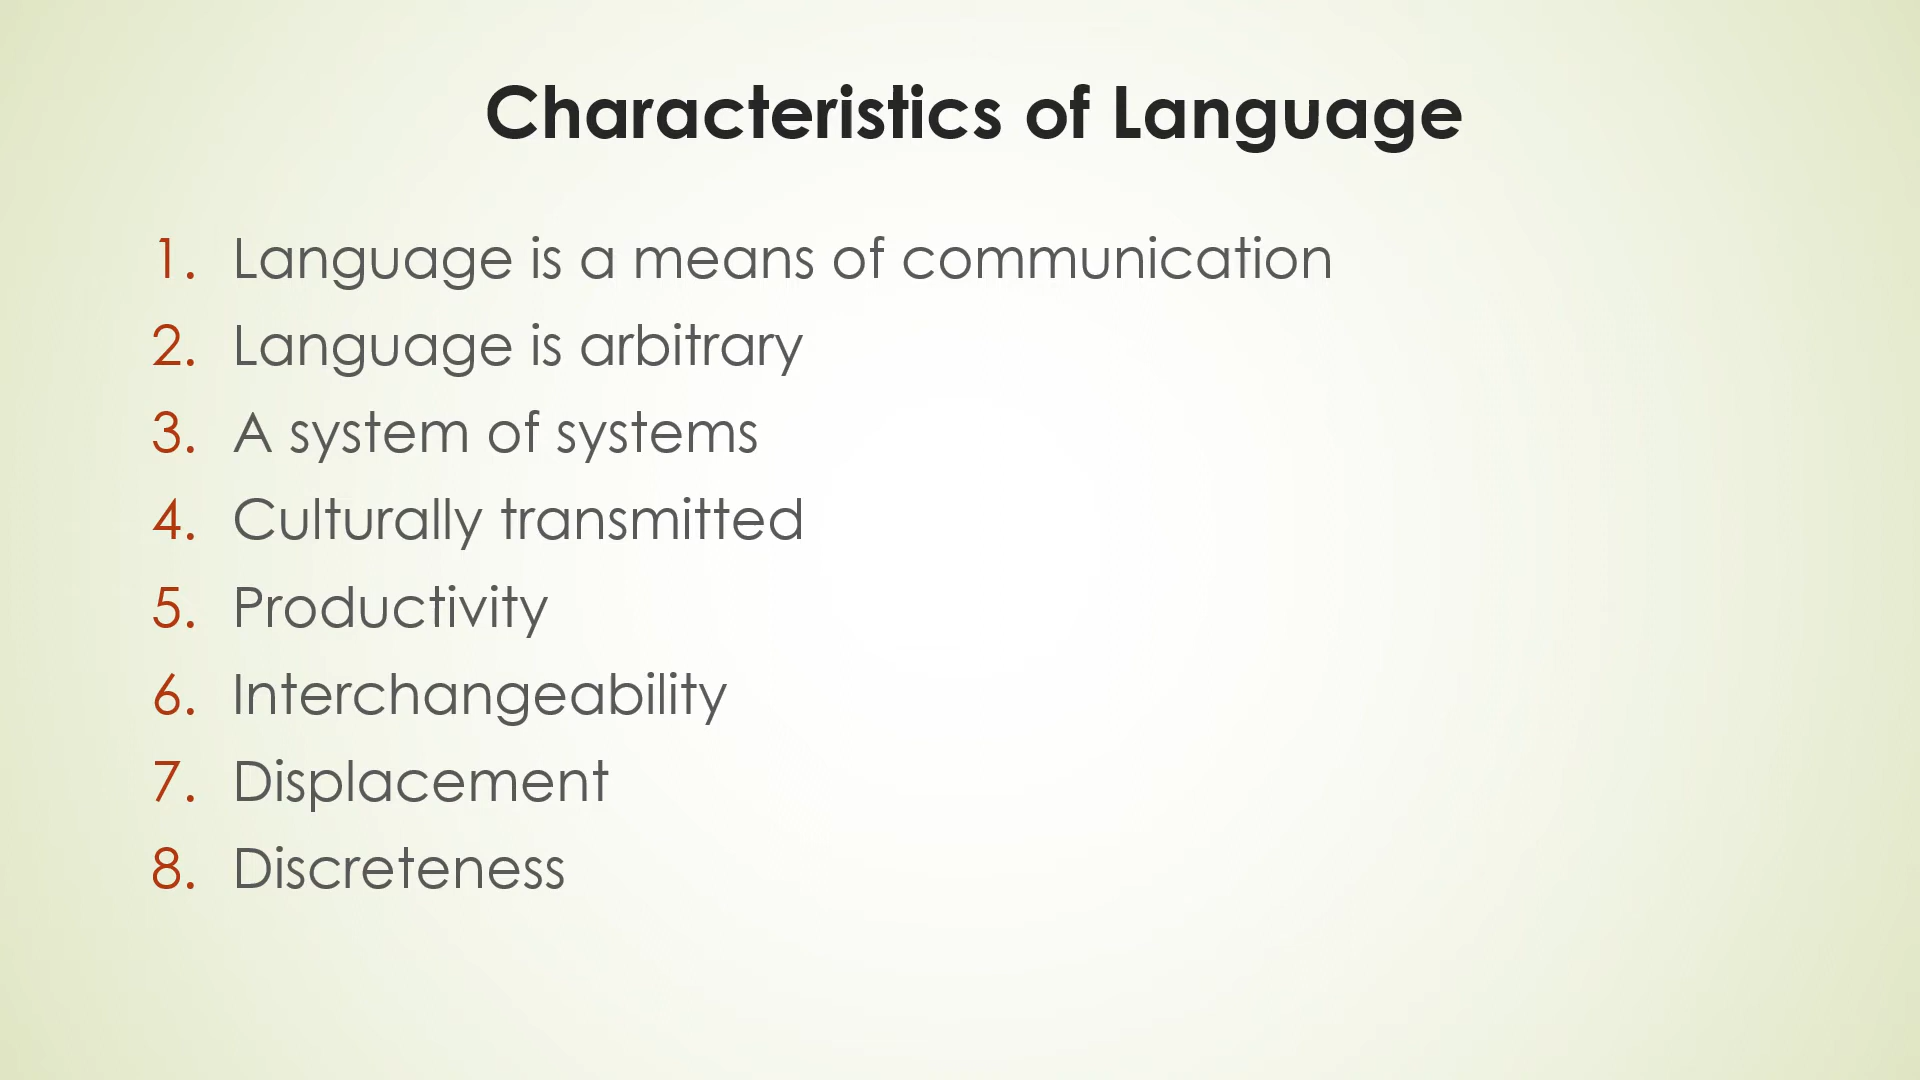 Characteristics of Language
1. Language is a means of communication
2. Language is arbitrary
3. A system of systems
4. Culturally transmitted
5. Productivity
6. Interchangeability
7. Displacement
8. Discreteness